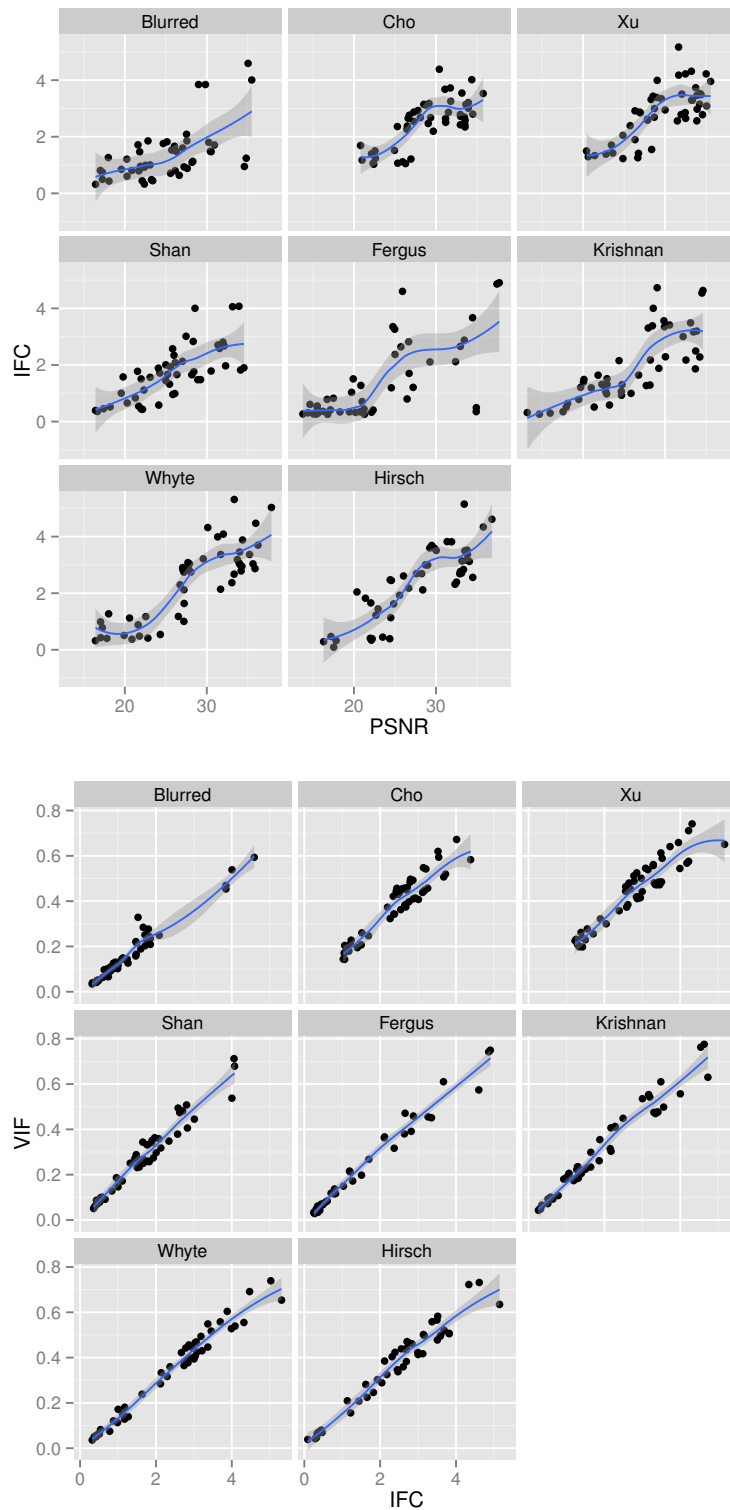 Blurred Cho Xu
4
2
0
Shan Fergus Krishnan
IFC
4
2
0
Whyte Hirsch
4
2
0
20 30 20 30
PSNR
Blurred Cho Xu
0.8
0.6
0.4
0.2
0.0
Shan Fergus Krishnan
VIF
0.8
0.6
0.4
0.2
0.0
Whyte Hirsch
0.8
0.6
0.4
0.2
0.0
0 2 4 0 2 4
IFC